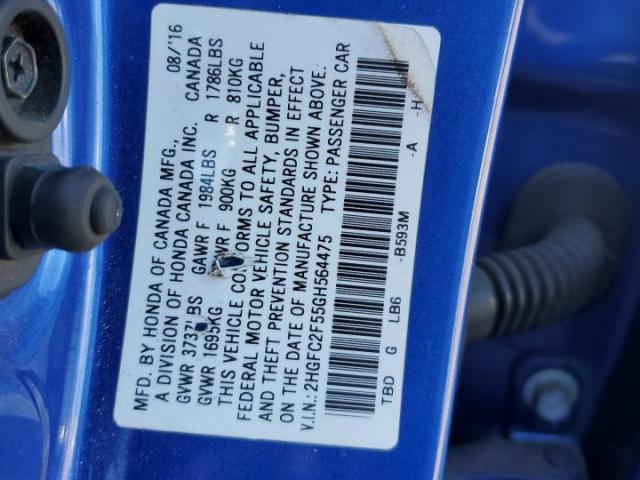 MFD. BY HONDA OF CANADA MFG., 08/'16
A DIVISION OF HONDA CANADA INC. CANADA
GVWR 3737LBS GAWR F 1984LBS R 1786LBS
GVWR 1695KG GAWR F 900KG R 810KG
THIS VEHICLE CONFORMS TO ALL APPLICABLE
FEDERAL MOTOR VEHICLE SAFETY, BUMPER,
AND THEFT PREVENTION STANDARDS IN EFFECT
ON THE DATE OF MANUFACTURE SHOWN ABOVE.
V.I.N.: 2HGFC2F55GH564475 TYPE: PASSENGER CAR
TBD G LB6 -B593M -A -H